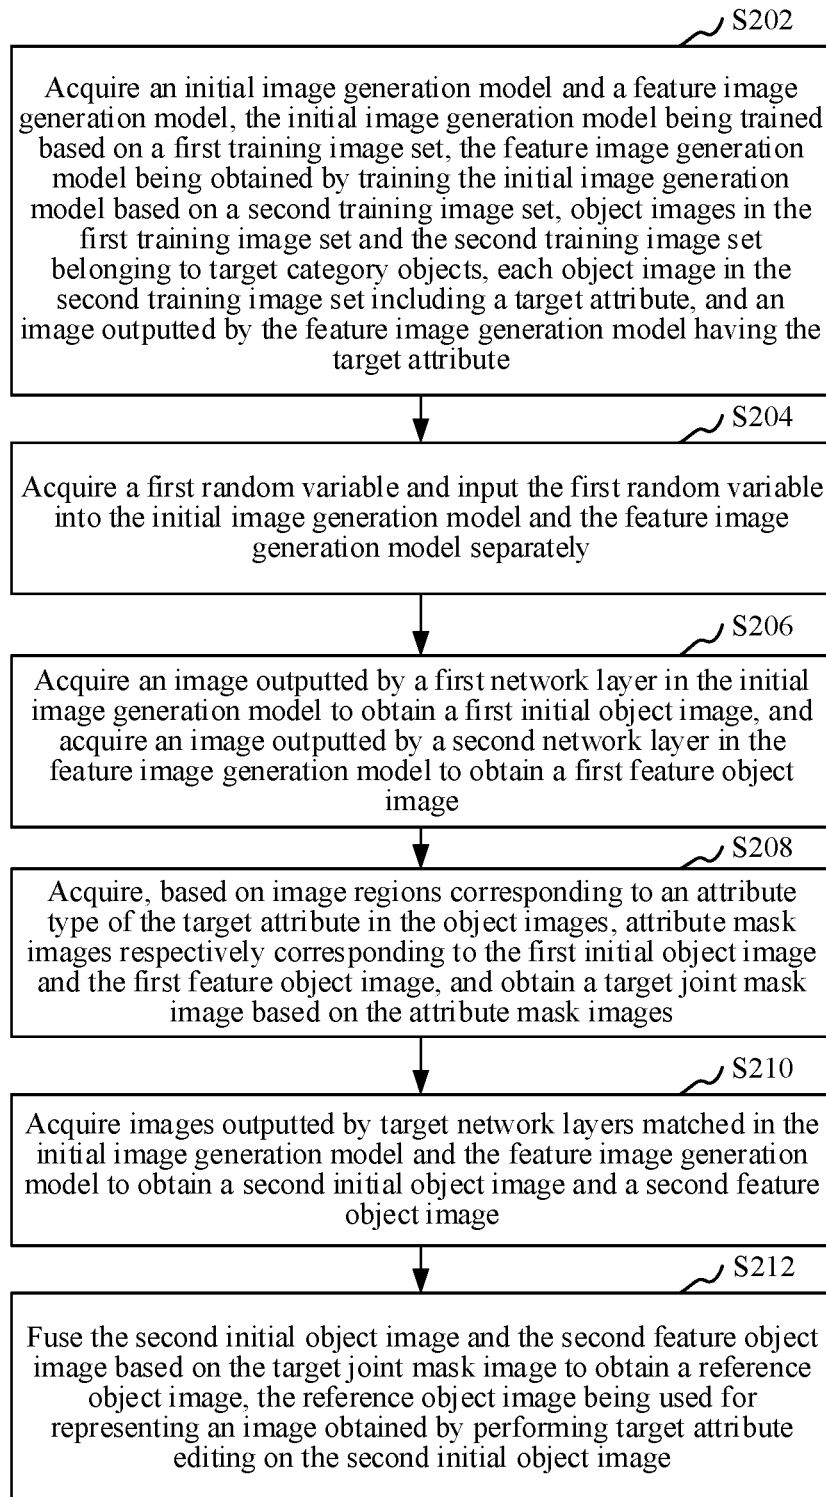 S202
Acquire an initial image generation model and a feature image
generation model, the initial image generation model being trained
based on a first training image set, the feature image generation
model being obtained by training the initial image generation
model based on a second training image set, object images in the
first training image set and the second training image set
belonging to target category objects, each object image in the
second training image set including a target attribute, and an
image outputted by the feature image generation model having the
target attribute
S204
Acquire a first random variable and input the first random variable
into the initial image generation model and the feature image
generation model separately
S206
Acquire an image outputted by a first network layer in the initial
image generation model to obtain a first initial object image, and
acquire an image outputted by a second network layer in the
feature image generation model to obtain a first feature object
image
S208
Acquire, based on image regions corresponding to an attribute
type of the target attribute in the object images, attribute mask
images respectively corresponding to the first initial object image
and the first feature object image, and obtain a target joint mask
image based on the attribute mask images
S210
Acquire images outputted by target network layers matched in the
initial image generation model and the feature image generation
model to obtain a second initial object image and a second feature
object image
S212
Fuse the second initial object image and the second feature object
image based on the target joint mask image to obtain a reference
object image, the reference object image being used for
representing an image obtained by performing target attribute
editing on the second initial object image